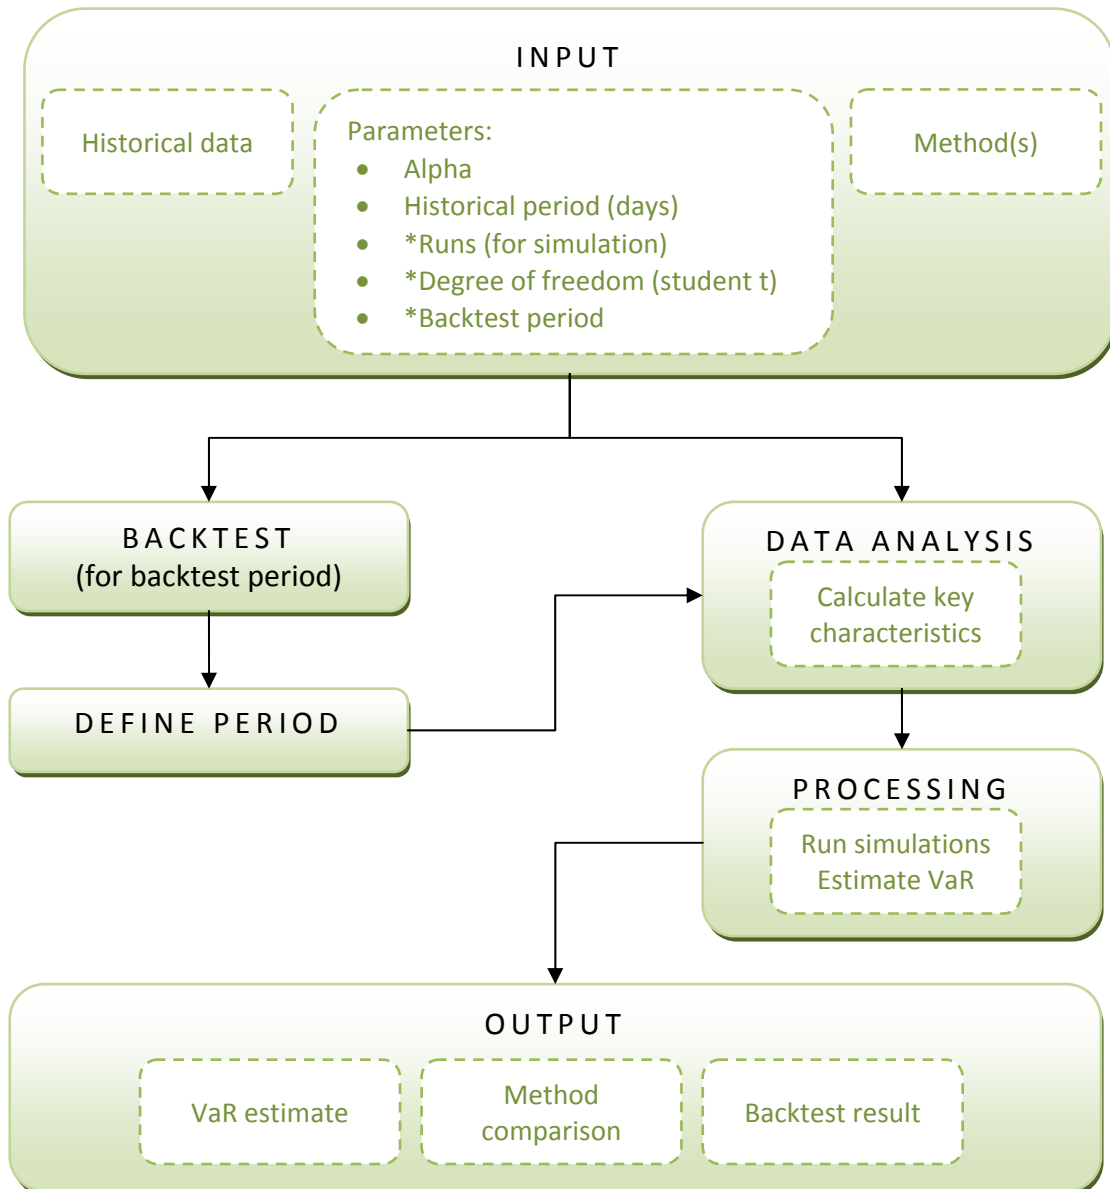 INPUT
Historical data
Parameters:
• Alpha
• Historical period (days)
• *Runs (for simulation)
• *Degree of freedom (student t)
• *Backtest period
Method(s)
BACKTEST
(for backtest period)
DEFINE PERIOD
DATA ANALYSIS
Calculate key
characteristics
PROCESSING
Run simulations
Estimate VaR
OUTPUT
VaR estimate
Method
comparison
Backtest result